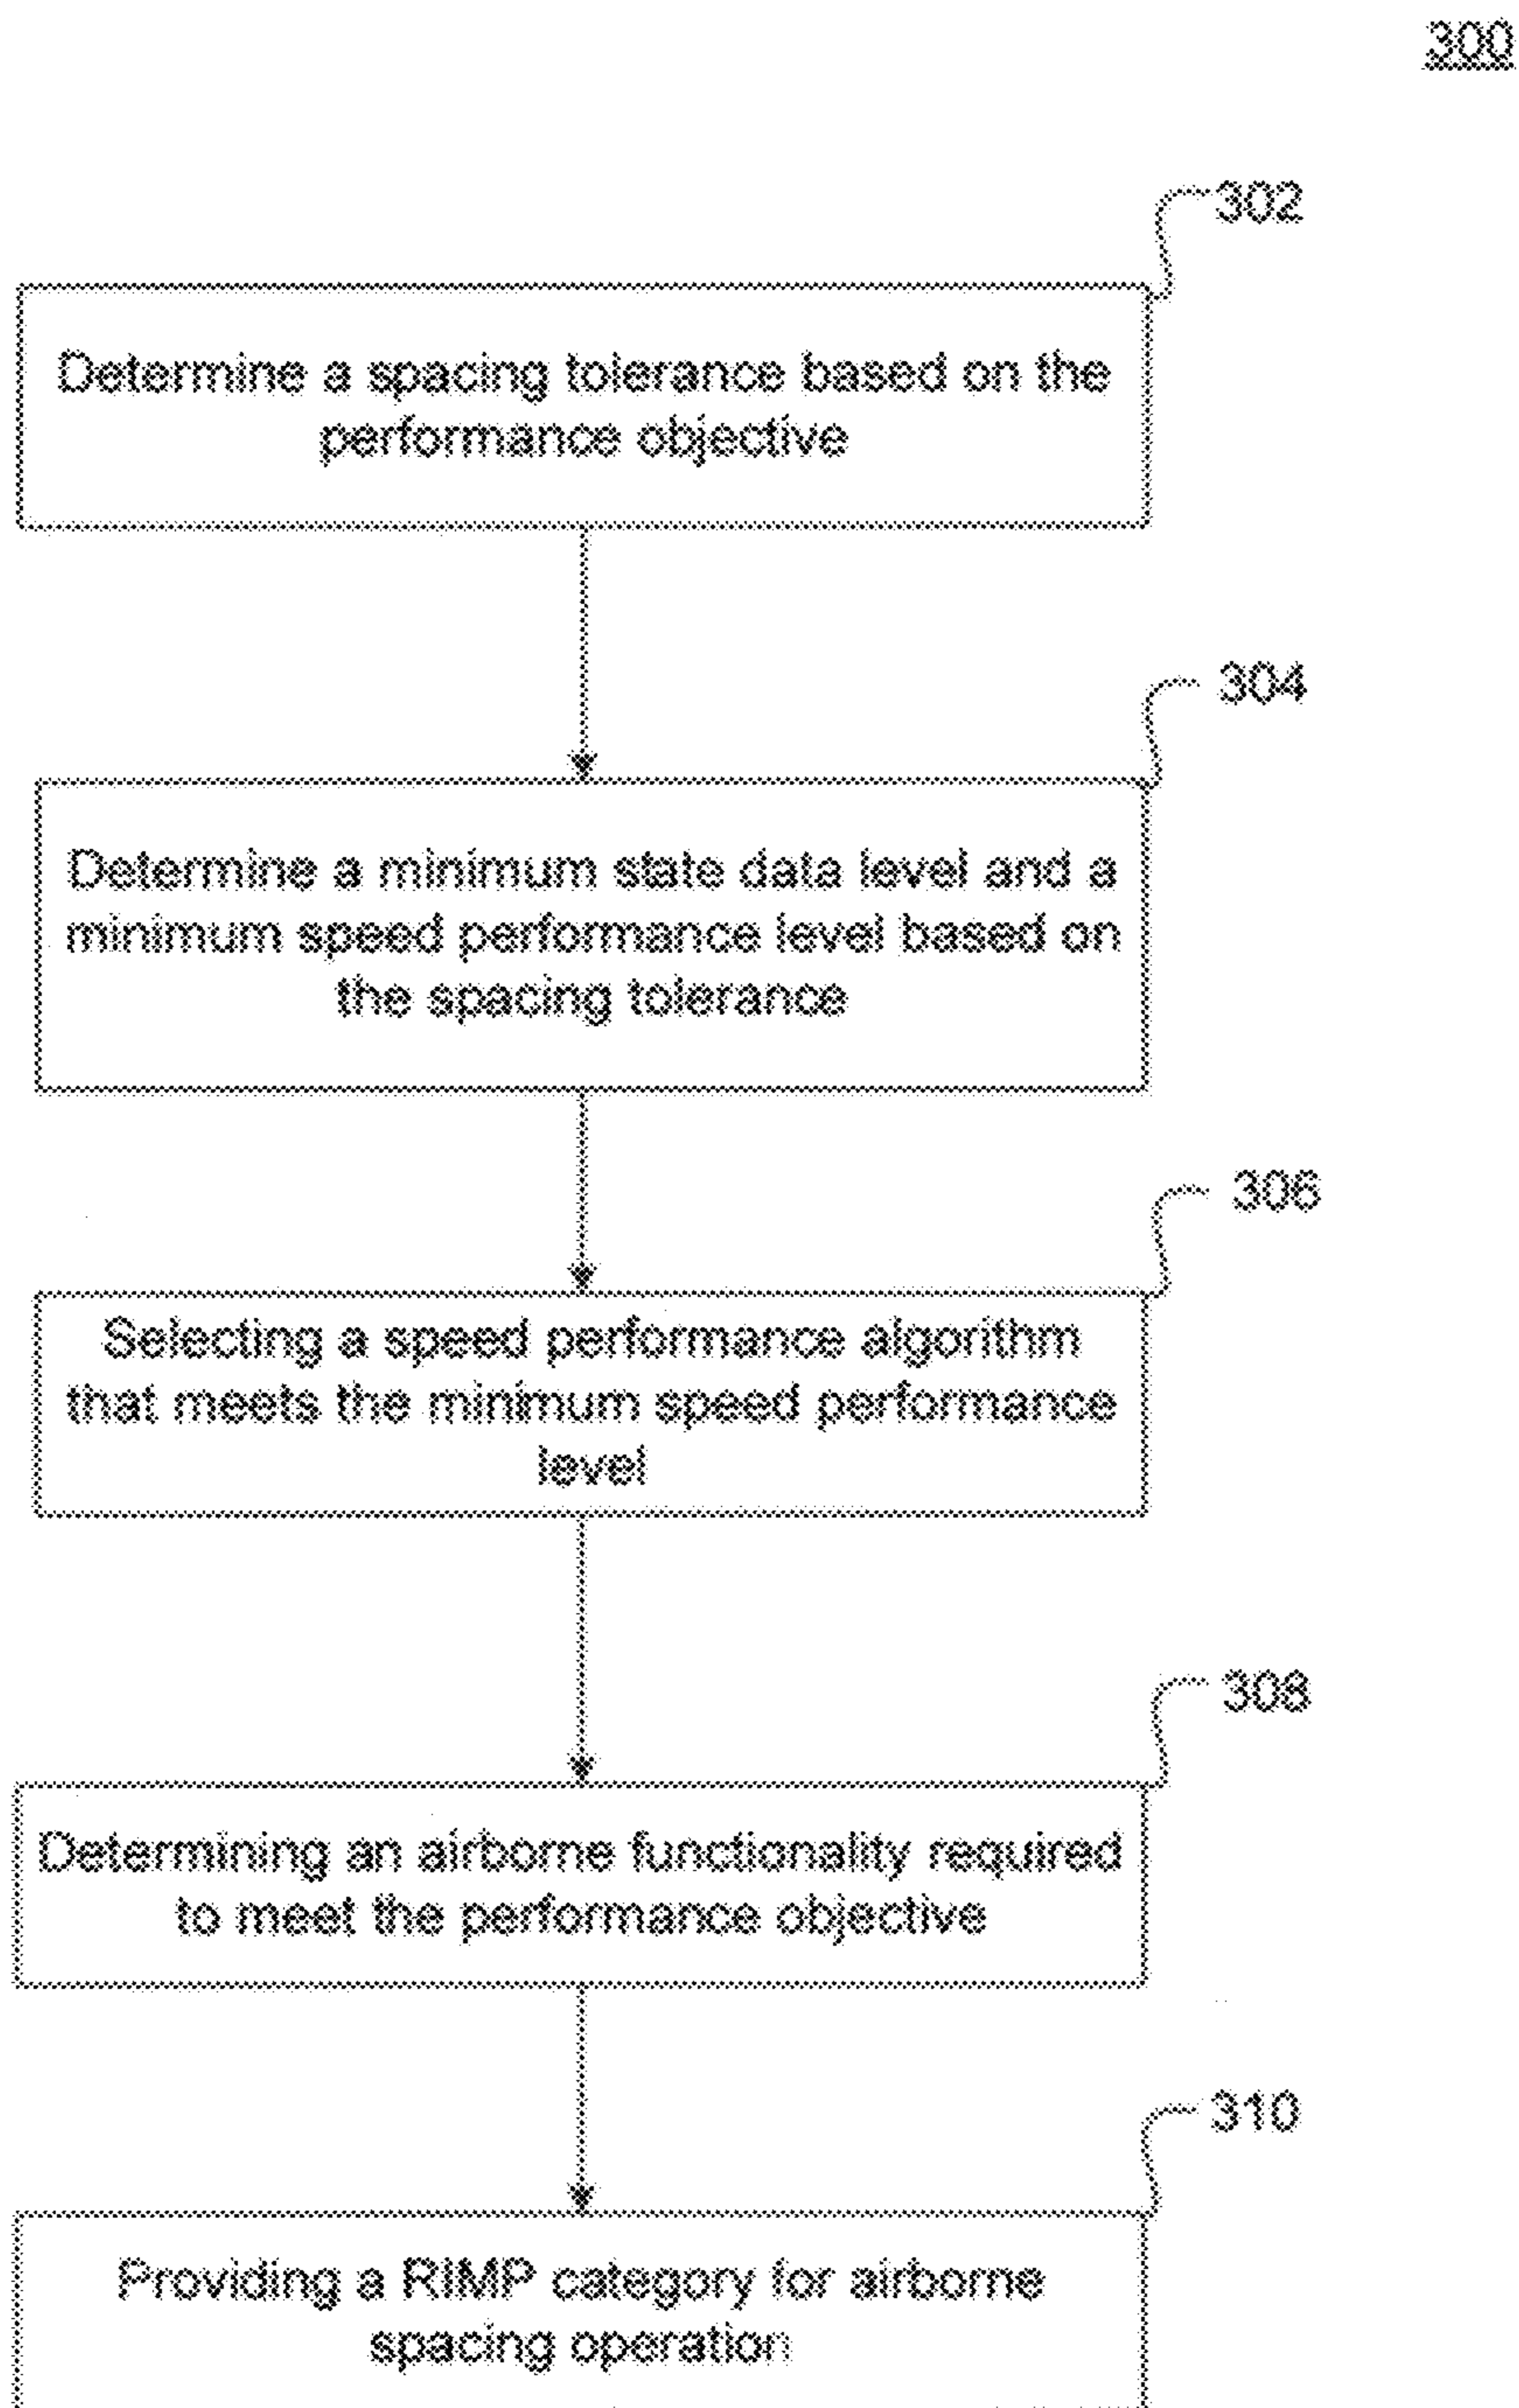 300
302
Determine a spacing tolerance based on the
performance objective
304
Determine a minimum state data level and a
minimum speed performance level based on
the spacing tolerance
306
Selecting a speed performance algorithm
that meets the minimum speed performance
level
308
Determining an airborne functionality required
to meet the performance objective
310
Providing a RIMP category for airborne
spacing operation